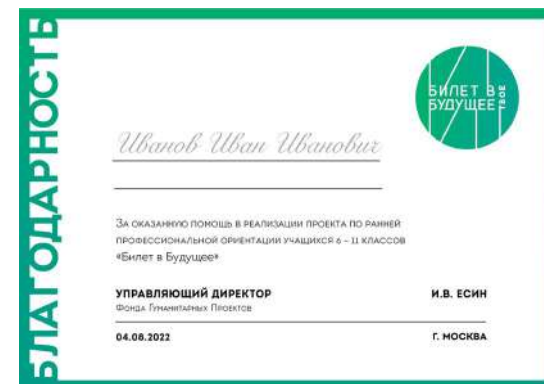 БЛАГОДАРНОСТЬ
БИЛЕТ В
БУДУЩЕЕ
ТВОЕ
Иванов Иван Иванович
За оказанную помощь в реализации проекта по ранней
профессиональной ориентации учащихся 6 – 11 классов
«Билет в Будущее»
УПРАВЛЯЮЩИЙ ДИРЕКТОР И.В. ЕСИН
Фонда Гуманитарных Проектов
04.08.2022 Г. МОСКВА